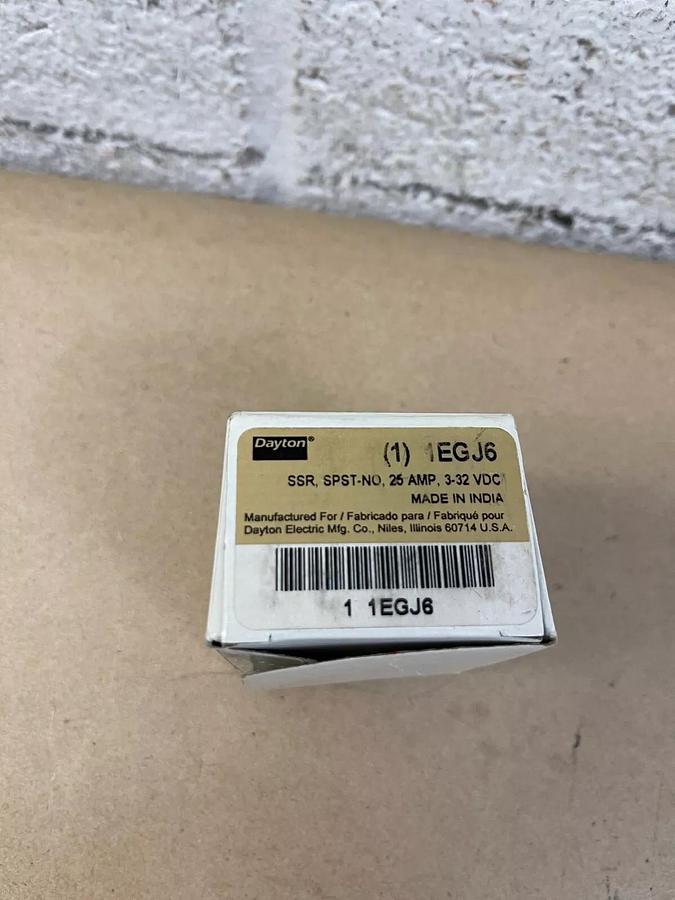 Dayton®
(1) 1EGJ6
SSR, SPST-NO, 25 AMP, 3-32 VDC
MADE IN INDIA
Manufactured For / Fabricado para / Fabriqué pour
Dayton Electric Mfg. Co., Niles, Illinois 60714 U.S.A.
1 1EGJ6